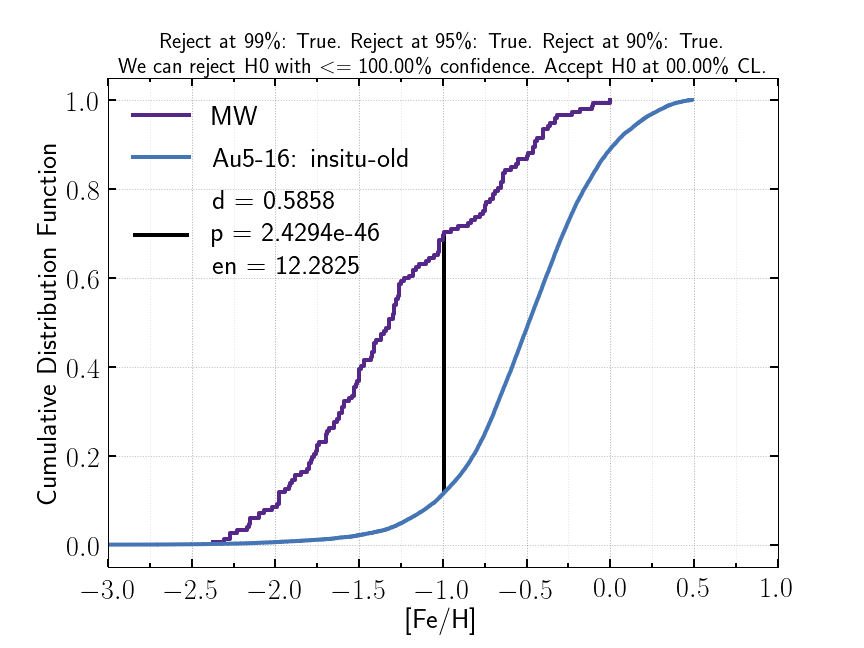 Reject at 99%: True. Reject at 95%: True. Reject at 90%: True.
We can reject H0 with <= 100.00% confidence. Accept H0 at 00.00% CL.
MW
Au5-16: insitu-old
d = 0.5858
p = 2.4294e-46
en = 12.2825
Cumulative Distribution Function
1.0
0.8
0.6
0.4
0.2
0.0
−3.0 −2.5 −2.0 −1.5 −1.0 −0.5 0.0 0.5 1.0
[Fe/H]